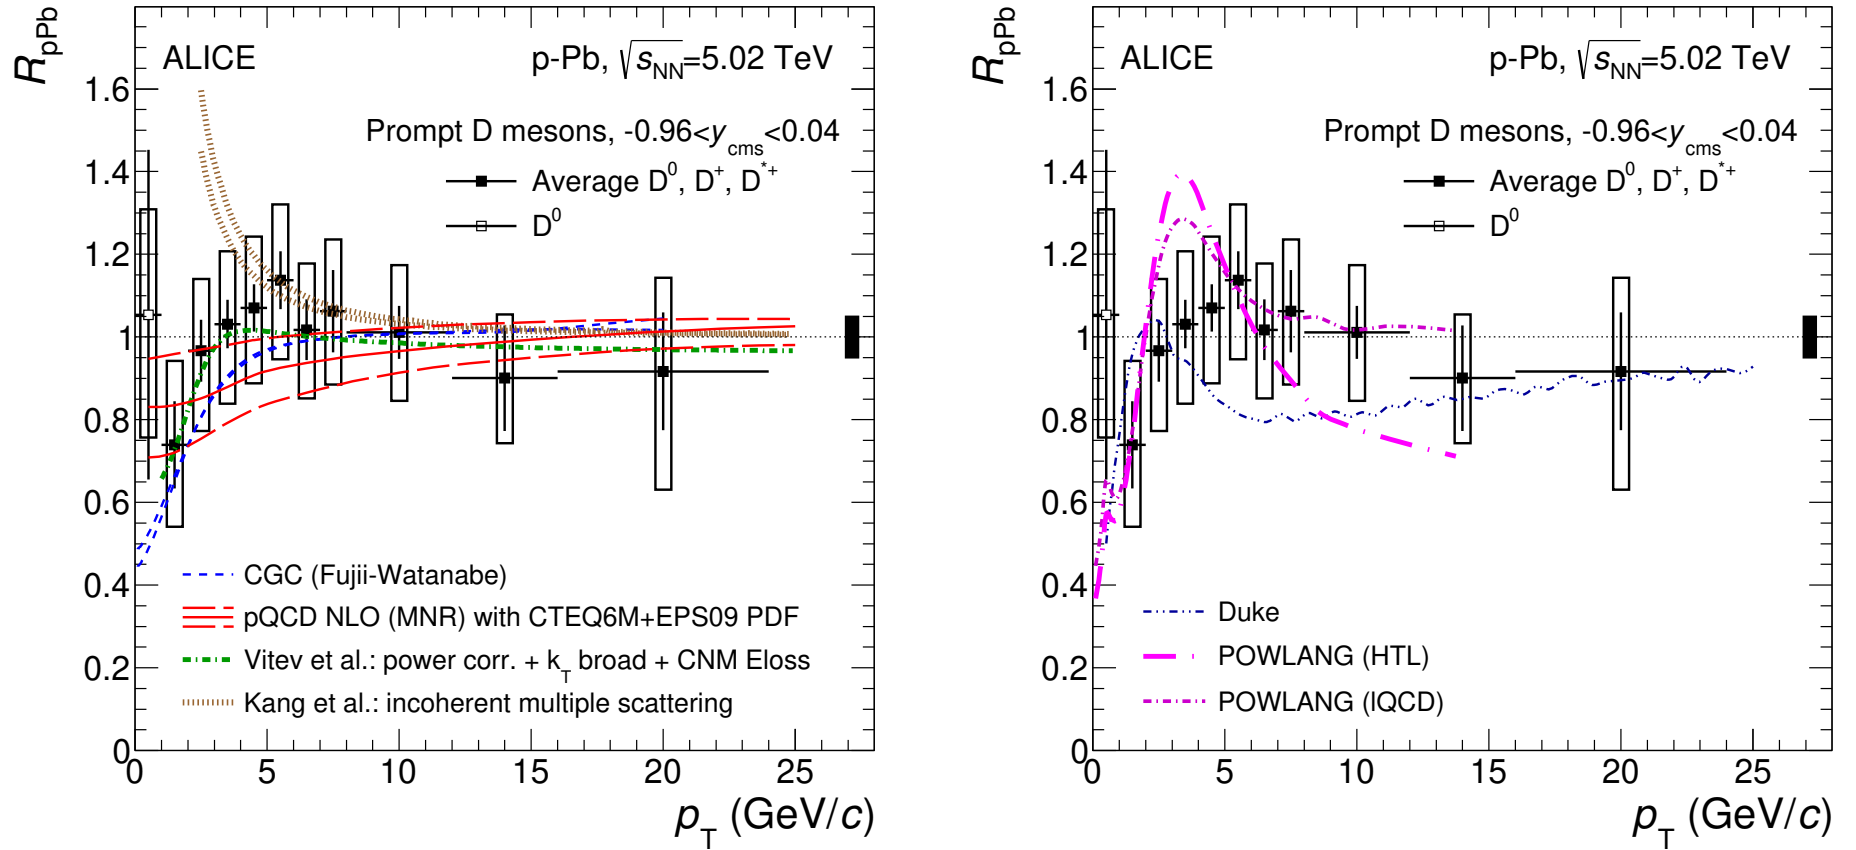 R_pPb
ALICE
p-Pb, √s_NN=5.02 TeV
Prompt D mesons, -0.96<y_cms<0.04
Average D^0, D^+, D^*+
D^0
1.6
1.4
1.2
1
0.8
0.6
0.4
0.2
0
CGC (Fujii-Watanabe)
pQCD NLO (MNR) with CTEQ6M+EPS09 PDF
Vitev et al.: power corr. + k_T broad + CNM Eloss
Kang et al.: incoherent multiple scattering
0 5 10 15 20 25
p_T (GeV/c)
R_pPb
ALICE
p-Pb, √s_NN=5.02 TeV
Prompt D mesons, -0.96<y_cms<0.04
Average D^0, D^+, D^*+
D^0
1.6
1.4
1.2
1
0.8
0.6
0.4
0.2
0
Duke
POWLANG (HTL)
POWLANG (lQCD)
0 5 10 15 20 25
p_T (GeV/c)